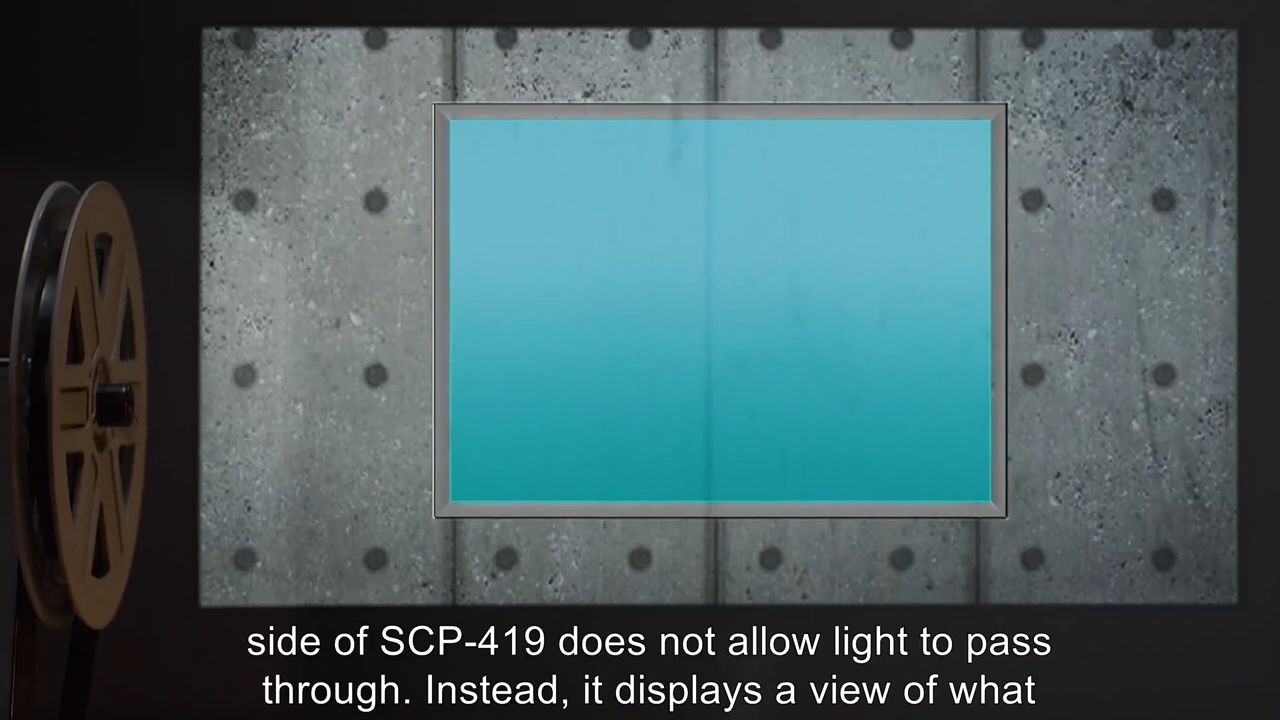 side of SCP-419 does not allow light to pass
through. Instead, it displays a view of what